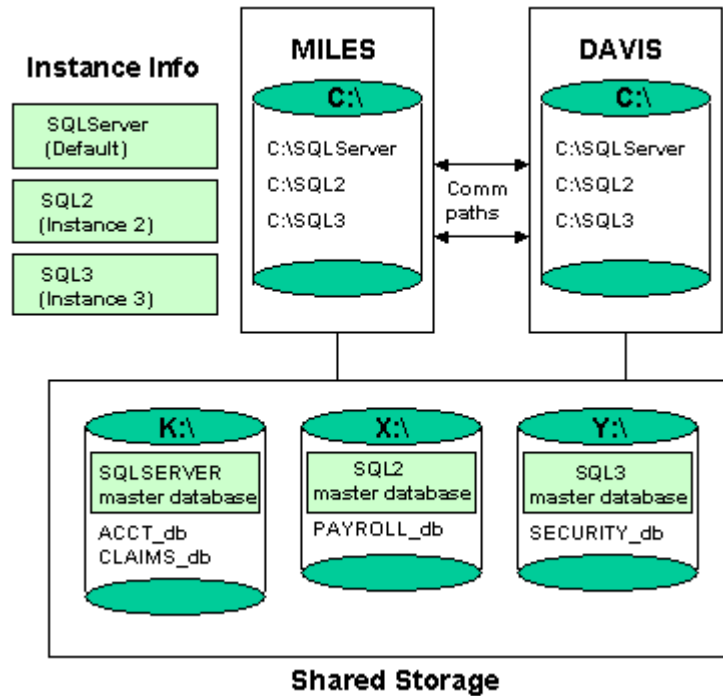 Instance Info
SQLServer
(Default)
SQL2
(Instance 2)
SQL3
(Instance 3)
MILES
C:\
C:\SQLServer
C:\SQL2
C:\SQL3
Comm
paths
DAVIS
C:\
C:\SQLServer
C:\SQL2
C:\SQL3
K:\
SQLSERVER
master database
ACCT_db
CLAIMS_db
X:\
SQL2
master database
PAYROLL_db
Y:\
SQL3
master database
SECURITY_db
Shared Storage